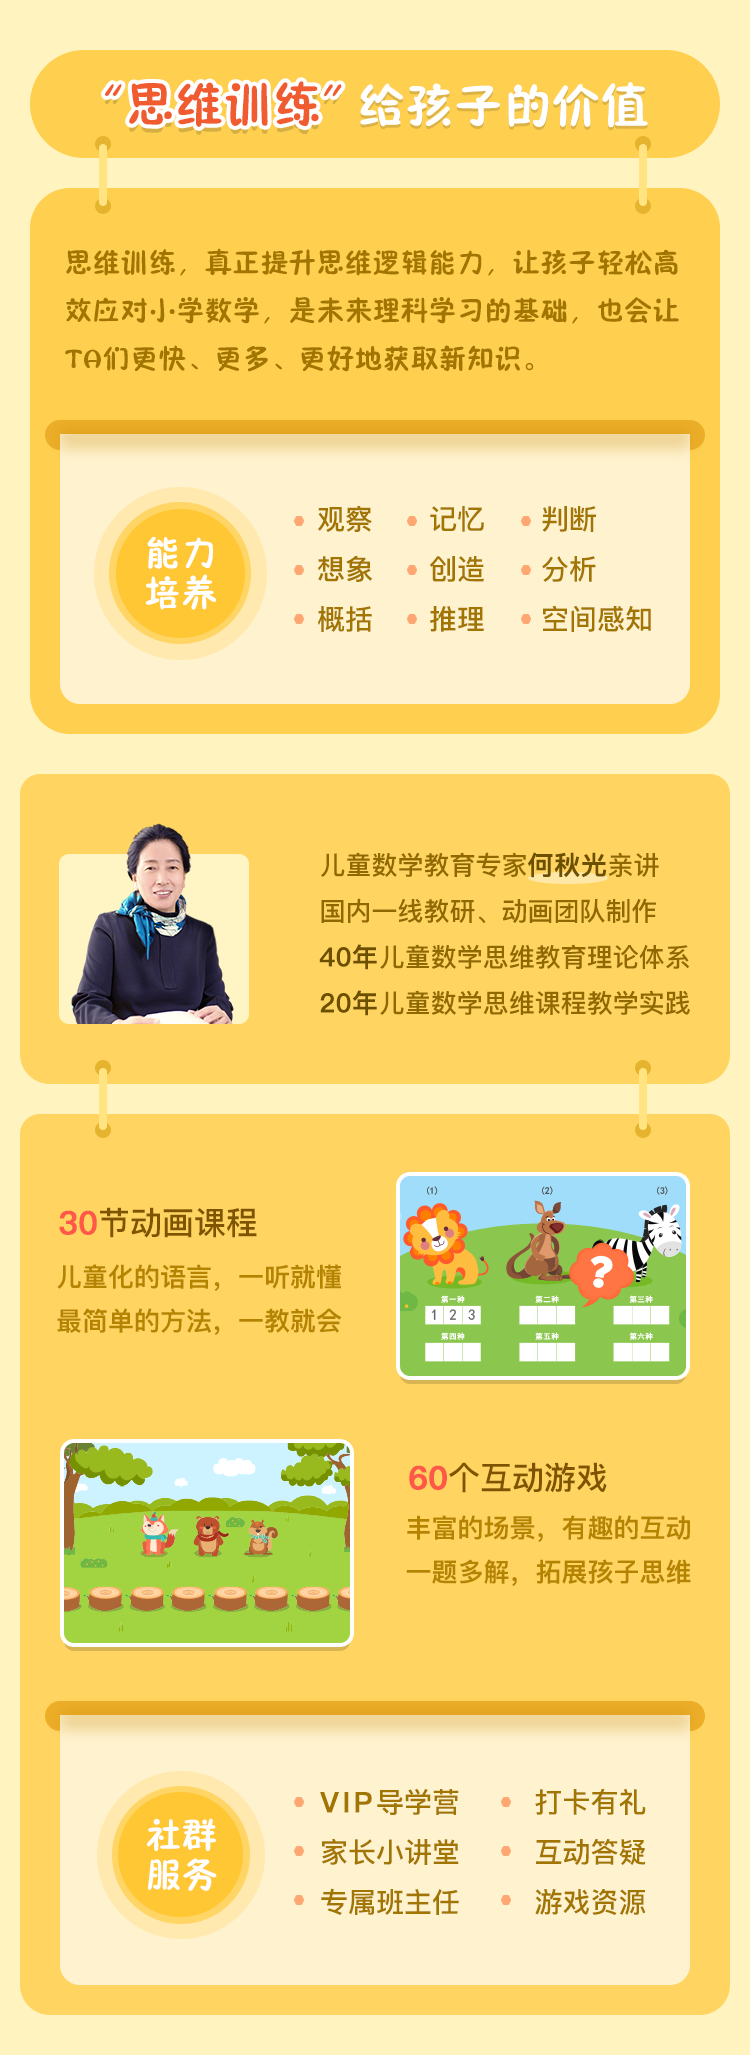 “思维训练”给孩子的价值
思维训练，真正提升思维逻辑能力，让孩子轻松高
效应对小学数学，是未来理科学习的基础，也会让
TA们更快、更多、更好地获取新知识。
能力
培养
观察 记忆 判断
想象 创造 分析
概括 推理 空间感知
儿童数学教育专家何秋光亲讲
国内一线教研、动画团队制作
40年儿童数学思维教育理论体系
20年儿童数学思维课程教学实践
30节动画课程
儿童化的语言，一听就懂
最简单的方法，一教就会
(1) (2) (3)
?
第一种 第二种 第三种
1 2 3
第四种 第五种 第六种
60个互动游戏
丰富的场景，有趣的互动
一题多解，拓展孩子思维
社群
服务
VIP导学营 打卡有礼
家长小讲堂 互动答疑
专属班主任 游戏资源